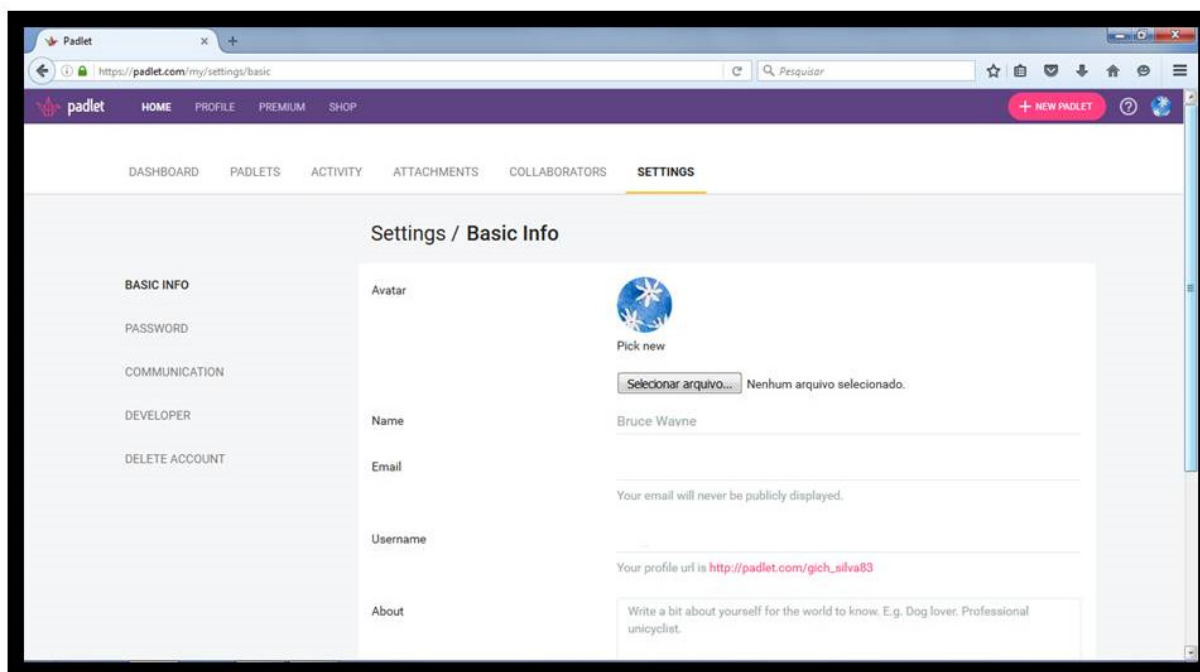 Padlet
https://padlet.com/my/settings/basic
Pesquisar
padlet HOME PROFILE PREMIUM SHOP
+ NEW PADLET
DASHBOARD PADLETS ACTIVITY ATTACHMENTS COLLABORATORS SETTINGS
Settings / Basic Info
BASIC INFO
PASSWORD
COMMUNICATION
DEVELOPER
DELETE ACCOUNT
Avatar
Pick new
Selecionar arquivo... Nenhum arquivo selecionado.
Name Bruce Wayne
Email
Your email will never be publicly displayed.
Username
Your profile url is http://padlet.com/gich_silva83
About
Write a bit about yourself for the world to know. E.g. Dog lover. Professional
unicyclist.